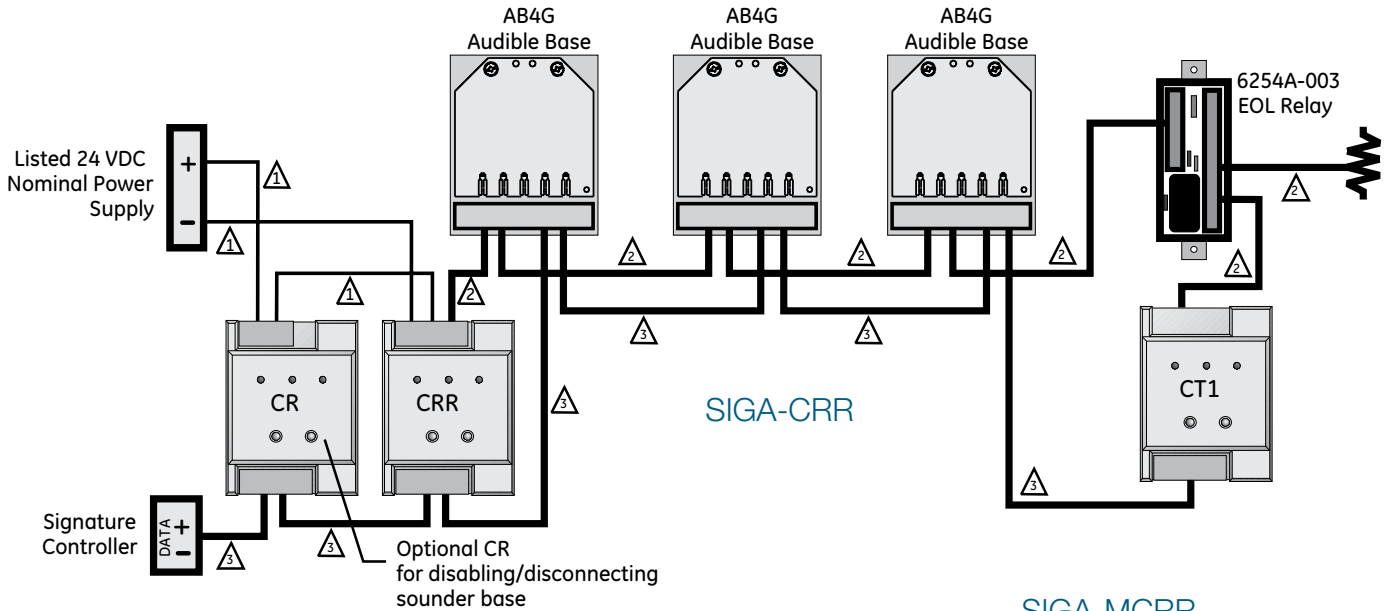 AB4G
Audible Base
AB4G
Audible Base
AB4G
Audible Base
6254A-003
EOL Relay
Listed 24 VDC
Nominal Power
Supply
+
–
1
1
1
2
2
2
2
2
2
3
3
3
CR
CRR
CT1
SIGA-CRR
3
Signature
Controller
DATA
+
–
3
3
Optional CR
for disabling/disconnecting
sounder base
SIGA-MCRR